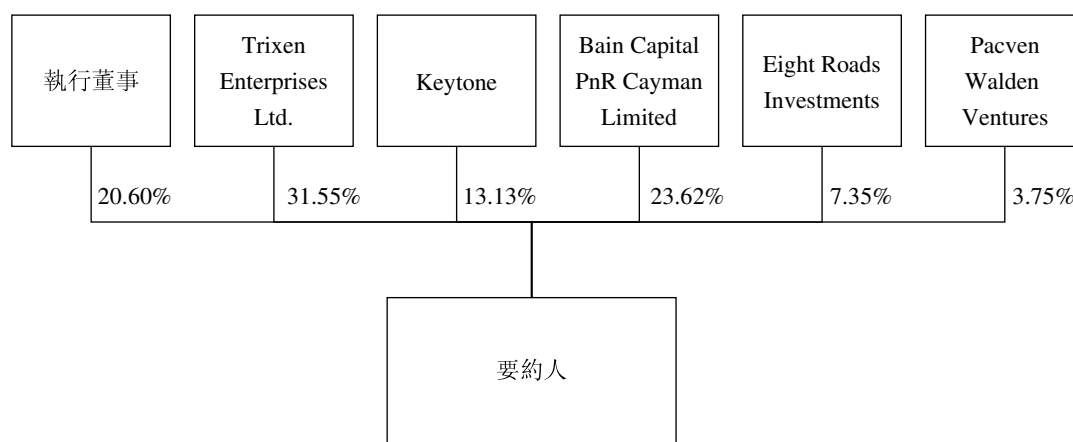 執行董事
Trixen
Enterprises
Ltd.
Keytone
Bain Capital
PnR Cayman
Limited
Eight Roads
Investments
Pacven
Walden
Ventures
20.60%
31.55%
13.13%
23.62%
7.35%
3.75%
要約人